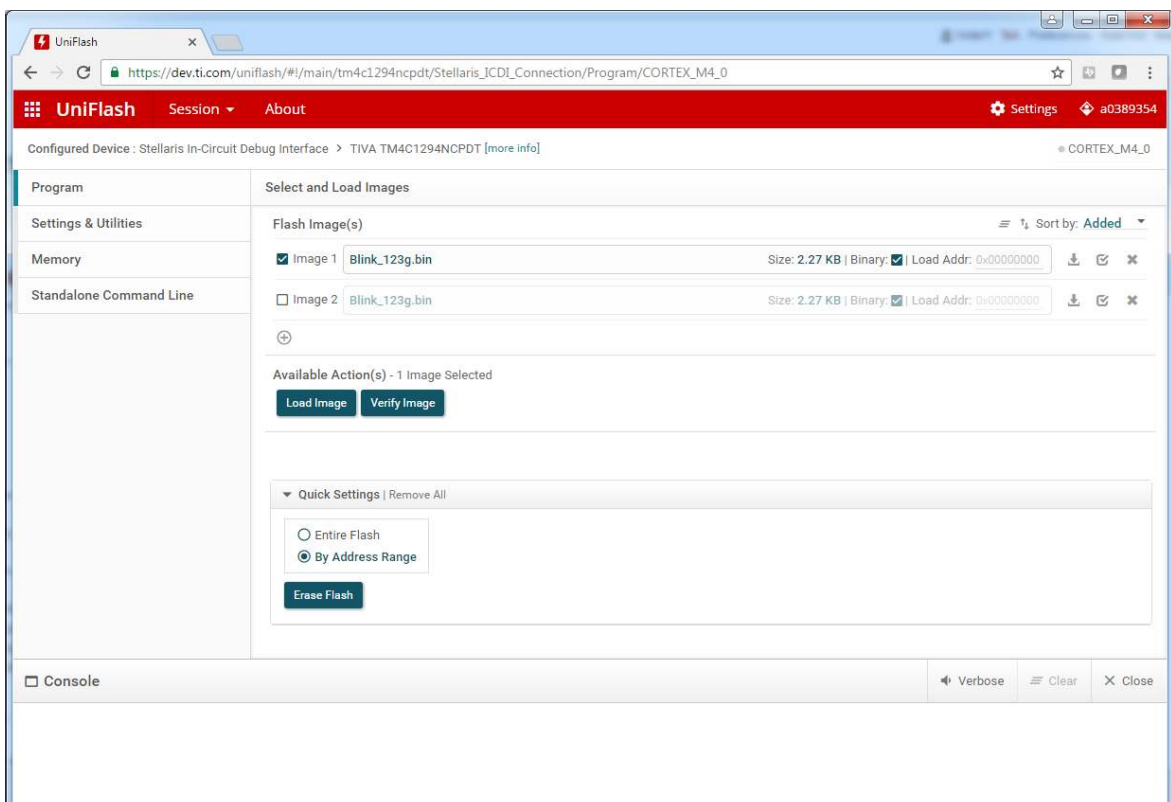 UniFlash
https://dev.ti.com/uniflash/#!/main/tm4c1294ncpdt/Stellaris_ICDI_Connection/Program/CORTEX_M4_0
UniFlash Session About Settings a0389354
Configured Device : Stellaris In-Circuit Debug Interface > TIVA TM4C1294NCPDT [more info] CORTEX_M4_0
Program
Select and Load Images
Settings & Utilities
Flash Image(s) Sort by: Added
Memory
Image 1 Blink_123g.bin Size: 2.27 KB | Binary: | Load Addr: 0x00000000
Standalone Command Line
Image 2 Blink_123g.bin Size: 2.27 KB | Binary: | Load Addr: 0x00000000
Available Action(s) - 1 Image Selected
Load Image Verify Image
Quick Settings | Remove All
Entire Flash
By Address Range
Erase Flash
Console Verbose Clear Close